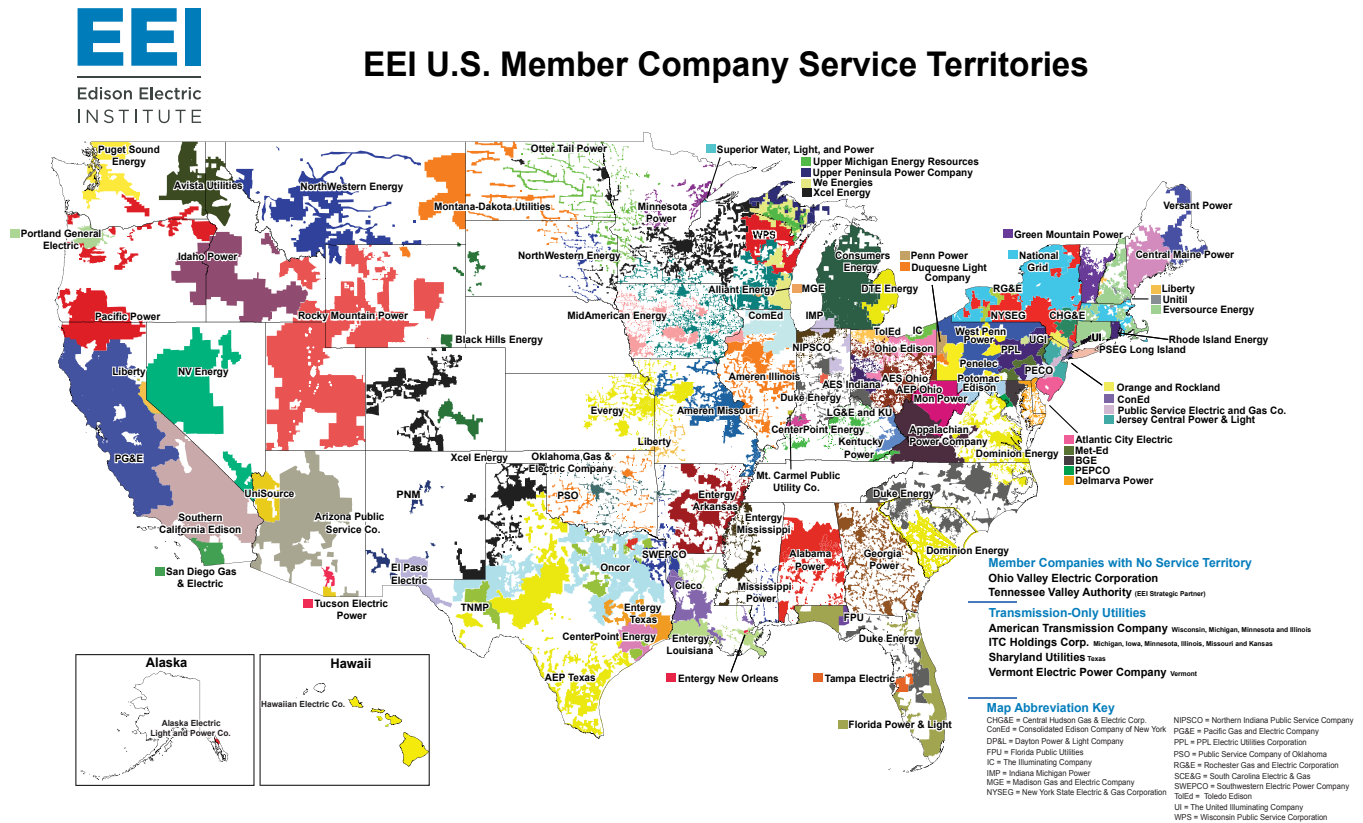 EEI
Edison Electric
INSTITUTE
EEI U.S. Member Company Service Territories
Puget Sound
Energy
Avista Utilities
NorthWestern Energy
Montana-Dakota Utilities
Otter Tail Power
Minnesota
Power
Superior Water, Light, and Power
Upper Michigan Energy Resources
Upper Peninsula Power Company
We Energies
Xcel Energy
Portland General
Electric
Idaho Power
NorthWestern Energy
WPS
Consumers
Energy
Penn Power
Duquesne Light
Company
Green Mountain Power
National
Grid
Versant Power
Central Maine Power
Pacific Power
Rocky Mountain Power
Black Hills Energy
MidAmerican Energy
Alliant Energy
MGE
DTE Energy
ComEd
IMP
RG&E
NYSEG
CHG&E
Liberty
Unitil
Eversource Energy
UI
Rhode Island Energy
PSEG Long Island
Liberty
NV Energy
NIPSCO
TolEd
IC
Ohio Edison
West Penn
Power
UGI
PPL
Penelec
PECO
Evergy
Ameren Illinois
Ameren Missouri
AES Indiana
AES Ohio
AEP Ohio
Duke Energy
Potomac
Edison
Mon Power
Orange and Rockland
ConEd
Public Service Electric and Gas Co.
Jersey Central Power & Light
LG&E and KU
CenterPoint Energy
Kentucky
Power
Appalachian
Power Company
Dominion Energy
Atlantic City Electric
Met-Ed
BGE
PEPCO
Delmarva Power
PG&E
Liberty
Xcel Energy
Oklahoma Gas &
Electric Company
Mt. Carmel Public
Utility Co.
UniSource
Southern
California Edison
Arizona Public
Service Co.
PNM
PSO
Entergy
Arkansas
Entergy
Mississippi
Duke Energy
San Diego Gas
& Electric
Tucson Electric
Power
El Paso
Electric
TNMP
Oncor
SWEPCO
Cleco
Mississippi
Power
Alabama
Power
Georgia
Power
Dominion Energy
Entergy
Texas
CenterPoint Energy
Entergy
Louisiana
AEP Texas
Entergy New Orleans
FPU
Duke Energy
Tampa Electric
Florida Power & Light
Alaska
Alaska Electric
Light and Power Co.
Hawaii
Hawaiian Electric Co.
Member Companies with No Service Territory
Ohio Valley Electric Corporation
Tennessee Valley Authority (EEI Strategic Partner)
Transmission-Only Utilities
American Transmission Company Wisconsin, Michigan, Minnesota and Illinois
ITC Holdings Corp. Michigan, Iowa, Minnesota, Illinois, Missouri and Kansas
Sharyland Utilities Texas
Vermont Electric Power Company Vermont
Map Abbreviation Key
CHG&E = Central Hudson Gas & Electric Corp.
ConEd = Consolidated Edison Company of New York
DP&L = Dayton Power & Light Company
FPU = Florida Public Utilities
IC = The Illuminating Company
IMP = Indiana Michigan Power
MGE = Madison Gas and Electric Company
NYSEG = New York State Electric & Gas Corporation
NIPSCO = Northern Indiana Public Service Company
PG&E = Pacific Gas and Electric Company
PPL = PPL Electric Utilities Corporation
PSO = Public Service Company of Oklahoma
RG&E = Rochester Gas and Electric Corporation
SCE&G = South Carolina Electric & Gas
SWEPCO = Southwestern Electric Power Company
TolEd = Toledo Edison
UI = The United Illuminating Company
WPS = Wisconsin Public Service Corporation